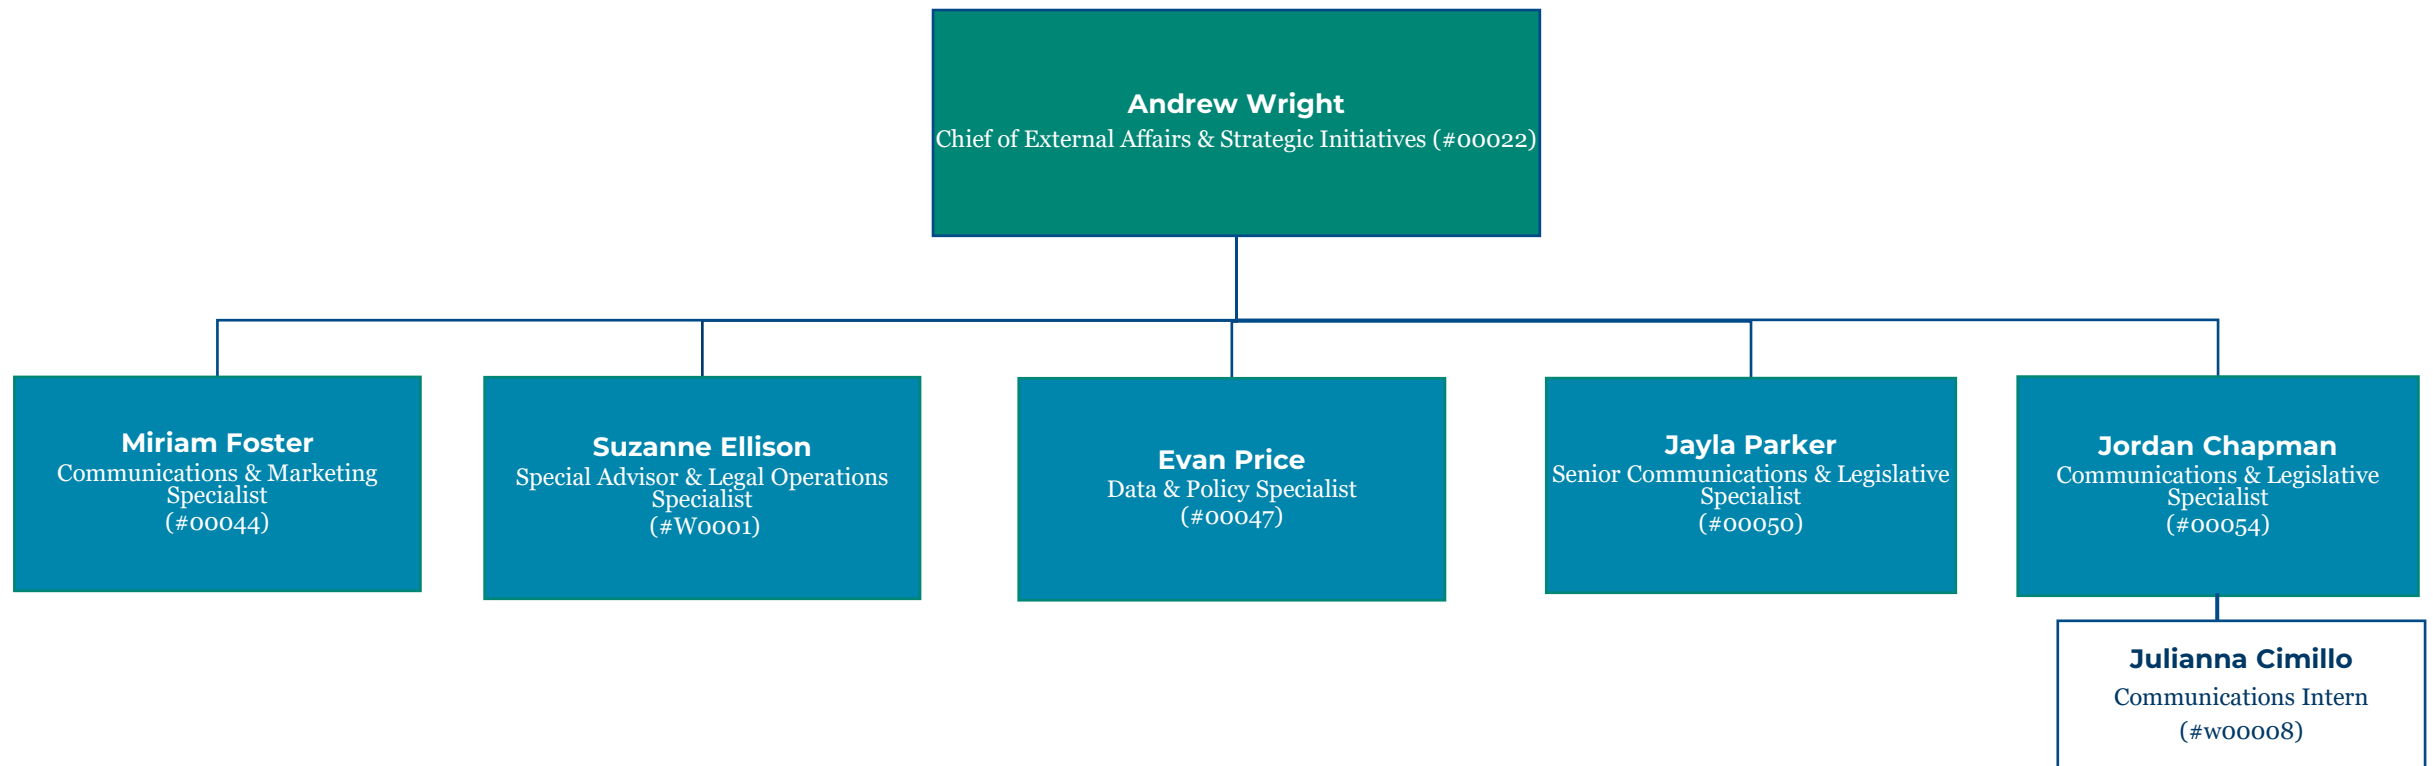 Andrew Wright
Chief of External Affairs & Strategic Initiatives (#00022)
Miriam Foster
Communications & Marketing
Specialist
(#00044)
Suzanne Ellison
Special Advisor & Legal Operations
Specialist
(#W0001)
Evan Price
Data & Policy Specialist
(#00047)
Jayla Parker
Senior Communications & Legislative
Specialist
(#00050)
Jordan Chapman
Communications & Legislative
Specialist
(#00054)
Julianna Cimillo
Communications Intern
(#w00008)